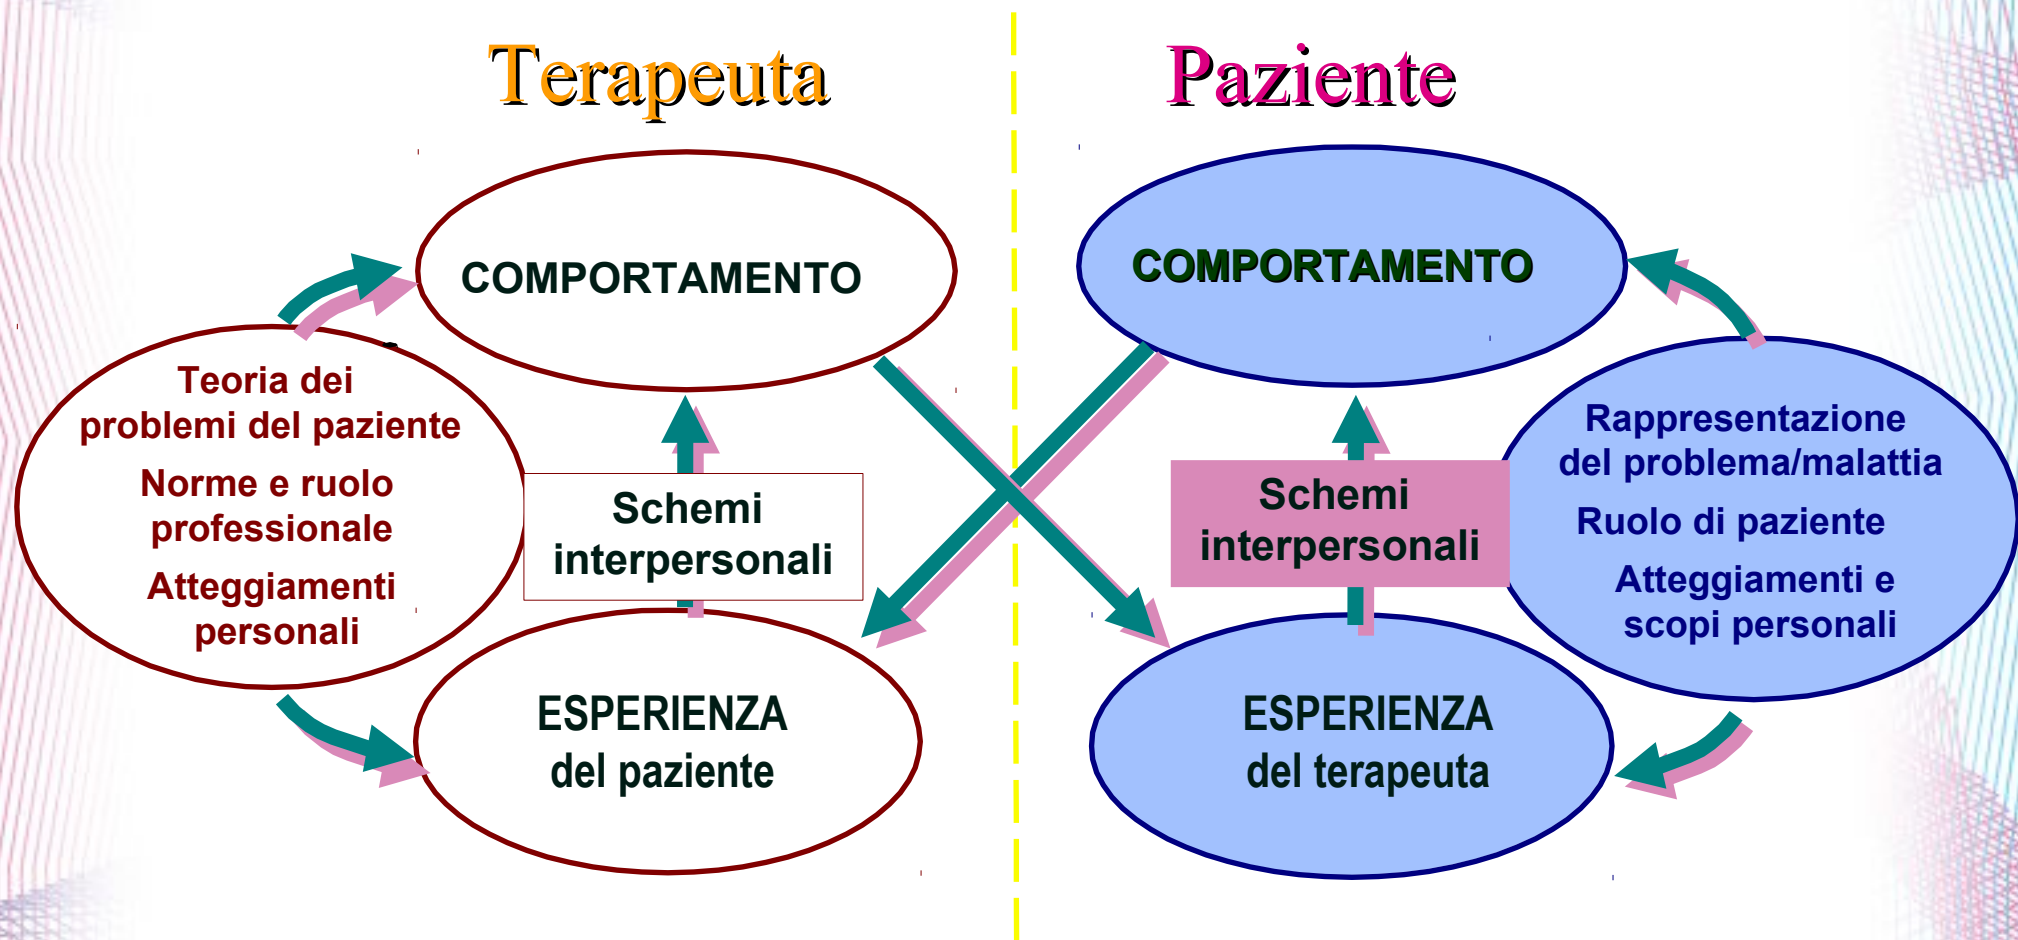 Terapeuta
Paziente
COMPORTAMENTO
COMPORTAMENTO
Teoria dei
problemi del paziente
Norme e ruolo
professionale
Atteggiamenti
personali
Schemi
interpersonali
Schemi
interpersonali
Rappresentazione
del problema/malattia
Ruolo di paziente
Atteggiamenti e
scopi personali
ESPERIENZA
del paziente
ESPERIENZA
del terapeuta